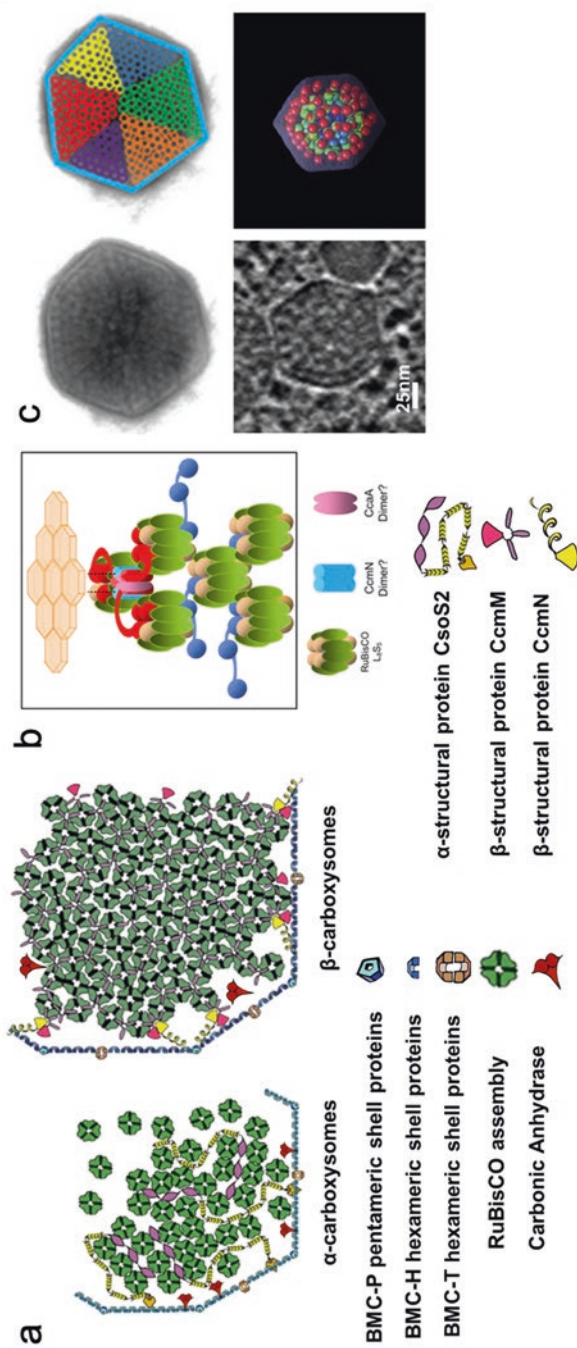 a
α-carboxysomes
β-carboxysomes
BMC-P pentameric shell proteins
BMC-H hexameric shell proteins
BMC-T hexameric shell proteins
RuBisCO assembly
Carbonic Anhydrase
α-structural protein CsoS2
β-structural protein CcmM
β-structural protein CcmN
b
RuBisCO
L₈S₅
CcmN
Dimer?
CcaA
Dimer?
c
25nm